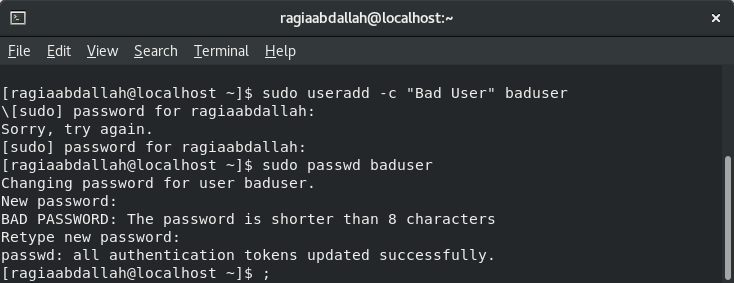 ragiaabdallah@localhost:~
File Edit View Search Terminal Help
[ragiaabdallah@localhost ~]$ sudo useradd -c "Bad User" baduser
\[sudo] password for ragiaabdallah:
Sorry, try again.
[sudo] password for ragiaabdallah:
[ragiaabdallah@localhost ~]$ sudo passwd baduser
Changing password for user baduser.
New password:
BAD PASSWORD: The password is shorter than 8 characters
Retype new password:
passwd: all authentication tokens updated successfully.
[ragiaabdallah@localhost ~]$ ;